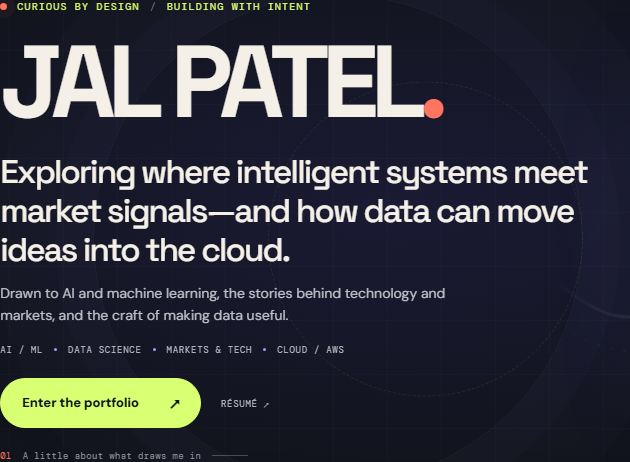 CURIOUS BY DESIGN / BUILDING WITH INTENT
JAL PATEL.
Exploring where intelligent systems meet
market signals—and how data can move
ideas into the cloud.
Drawn to AI and machine learning, the stories behind technology and
markets, and the craft of making data useful.
AI / ML • DATA SCIENCE • MARKETS & TECH • CLOUD / AWS
Enter the portfolio ↗ RÉSUMÉ ↗
01 A little about what draws me in